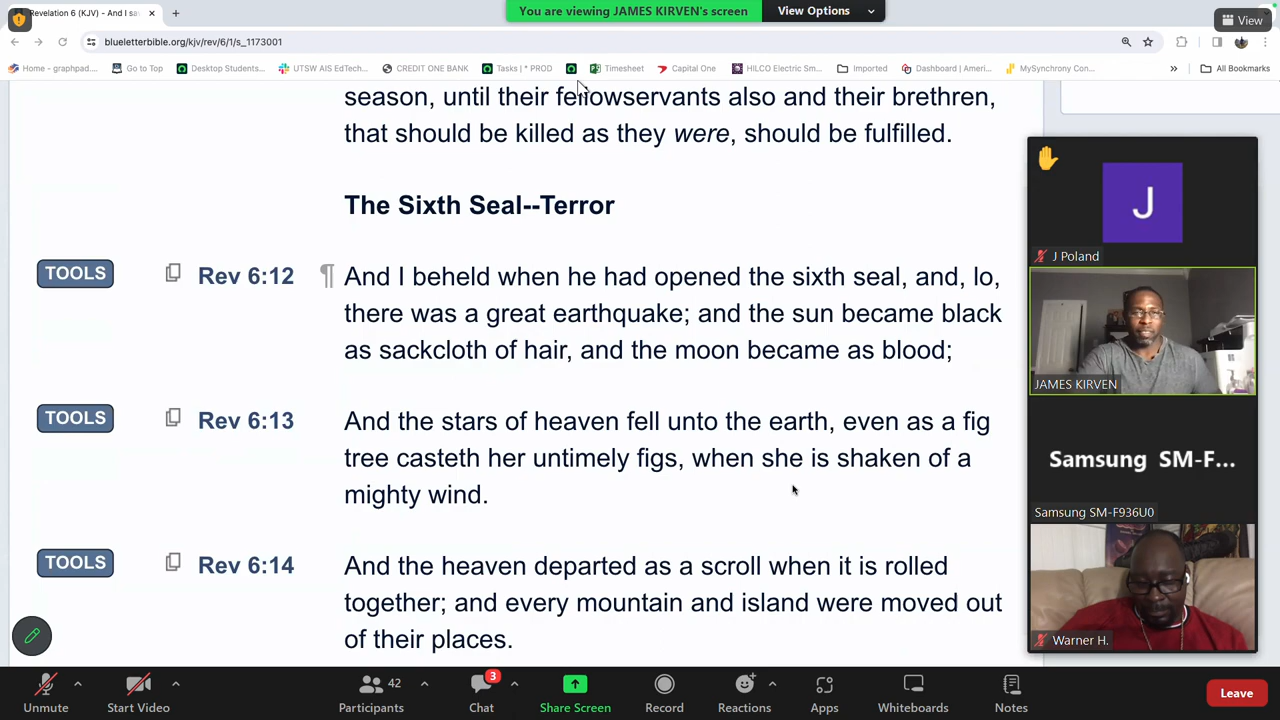 Revelation 6 (KJV) - And I sa
You are viewing JAMES KIRVEN's screen
View Options
View
blueletterbible.org/kjv/rev/6/1/s_1173001
Home - graphpad....
Go to Top
Desktop Students...
UTSW AIS EdTech...
CREDIT ONE BANK
Tasks | * PROD
Timesheet
Capital One
HILCO Electric Sm...
Imported
Dashboard | Ameri...
MySynchrony Con...
»
All Bookmarks
season, until their fellowservants also and their brethren,
that should be killed as they were, should be fulfilled.
The Sixth Seal--Terror
TOOLS
Rev 6:12
¶ And I beheld when he had opened the sixth seal, and, lo,
there was a great earthquake; and the sun became black
as sackcloth of hair, and the moon became as blood;
TOOLS
Rev 6:13
And the stars of heaven fell unto the earth, even as a fig
tree casteth her untimely figs, when she is shaken of a
mighty wind.
TOOLS
Rev 6:14
And the heaven departed as a scroll when it is rolled
together; and every mountain and island were moved out
of their places.
J
J Poland
JAMES KIRVEN
Samsung SM-F...
Samsung SM-F936U0
Warner H.
Unmute
Start Video
Participants
42
Chat
3
Share Screen
Record
Reactions
Apps
Whiteboards
Notes
Leave